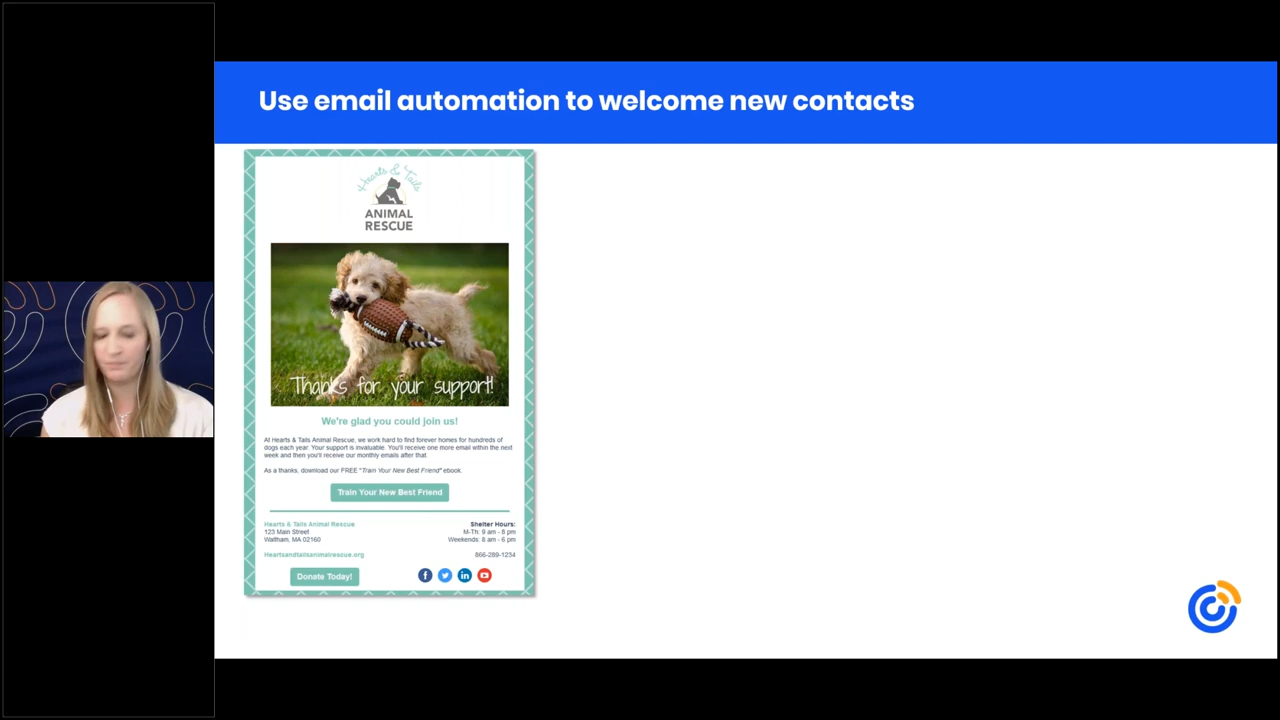 Use email automation to welcome new contacts
Hearts & Tails
ANIMAL
RESCUE
Thanks for your support!
We're glad you could join us!
At Hearts & Tails Animal Rescue, we work hard to find forever homes for hundreds of
dogs each year. Your support is invaluable. You'll receive one more email within the next
week and then you'll receive our monthly emails after that.
As a thanks, download our FREE "Train Your New Best Friend" ebook.
Train Your New Best Friend
Hearts & Tails Animal Rescue
123 Main Street
Waltham, MA 02160
Heartsandtailsanimalrescue.org
Shelter Hours:
M-Th: 9 am - 8 pm
Weekends: 8 am - 6 pm
866-289-1234
Donate Today!
f
in